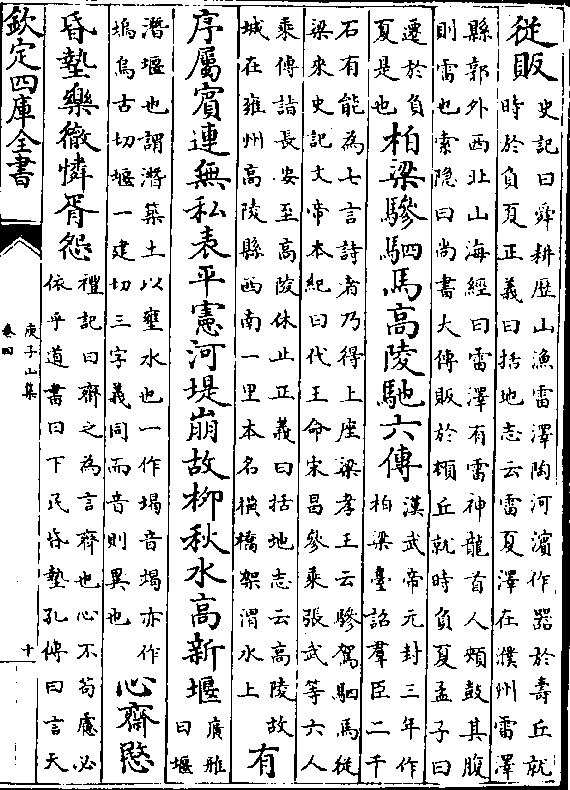 從販史記曰舜耕歴山漁雷澤陶河濱作器於壽丘就
時於負夏正義曰括地志云雷夏澤在濮州雷澤
縣郭外西北山海經曰雷澤有雷神龍首人頰鼓其腹
則雷也索隱曰尚書大傳販於頓丘就時負夏孟子曰
遷於負
夏是也
柏梁驂駟馬高陵馳六傳
漢武帝元封三年作
柏梁臺詔羣臣二千
石有能為七言詩者乃得上座梁孝王云驂駕駟馬從
梁來史記文帝本紀曰代王命宋昌參乘張武等六人
乘傳詣長安至高陵休止正義曰括地志云高陵故
城在雍州高陵縣西南一里本名橫橋架渭水上
有
序屬賓連無私表平憲河堤崩故柳秋水高新堰
廣雅
曰堰
潛堰也謂潛築土以壅水也一作堨音堨亦作
塢烏古切堰一建切三字義同而音則異也
心齋愍
昏墊樂徹憐胥怨
禮記曰齊之為言齊也心不苟慮必
依乎道書曰下民昏墊孔傳曰言天
欽定四庫全書
庾子山集
卷四
十